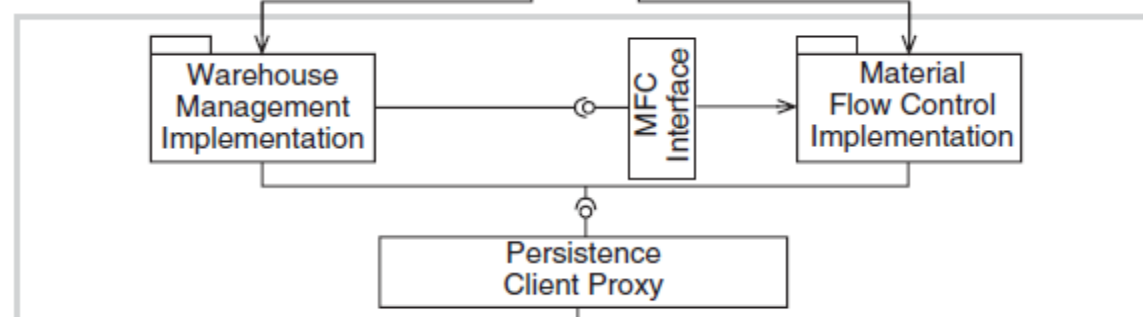 Warehouse
Management
Implementation
MFC
Interface
Material
Flow Control
Implementation
Persistence
Client Proxy